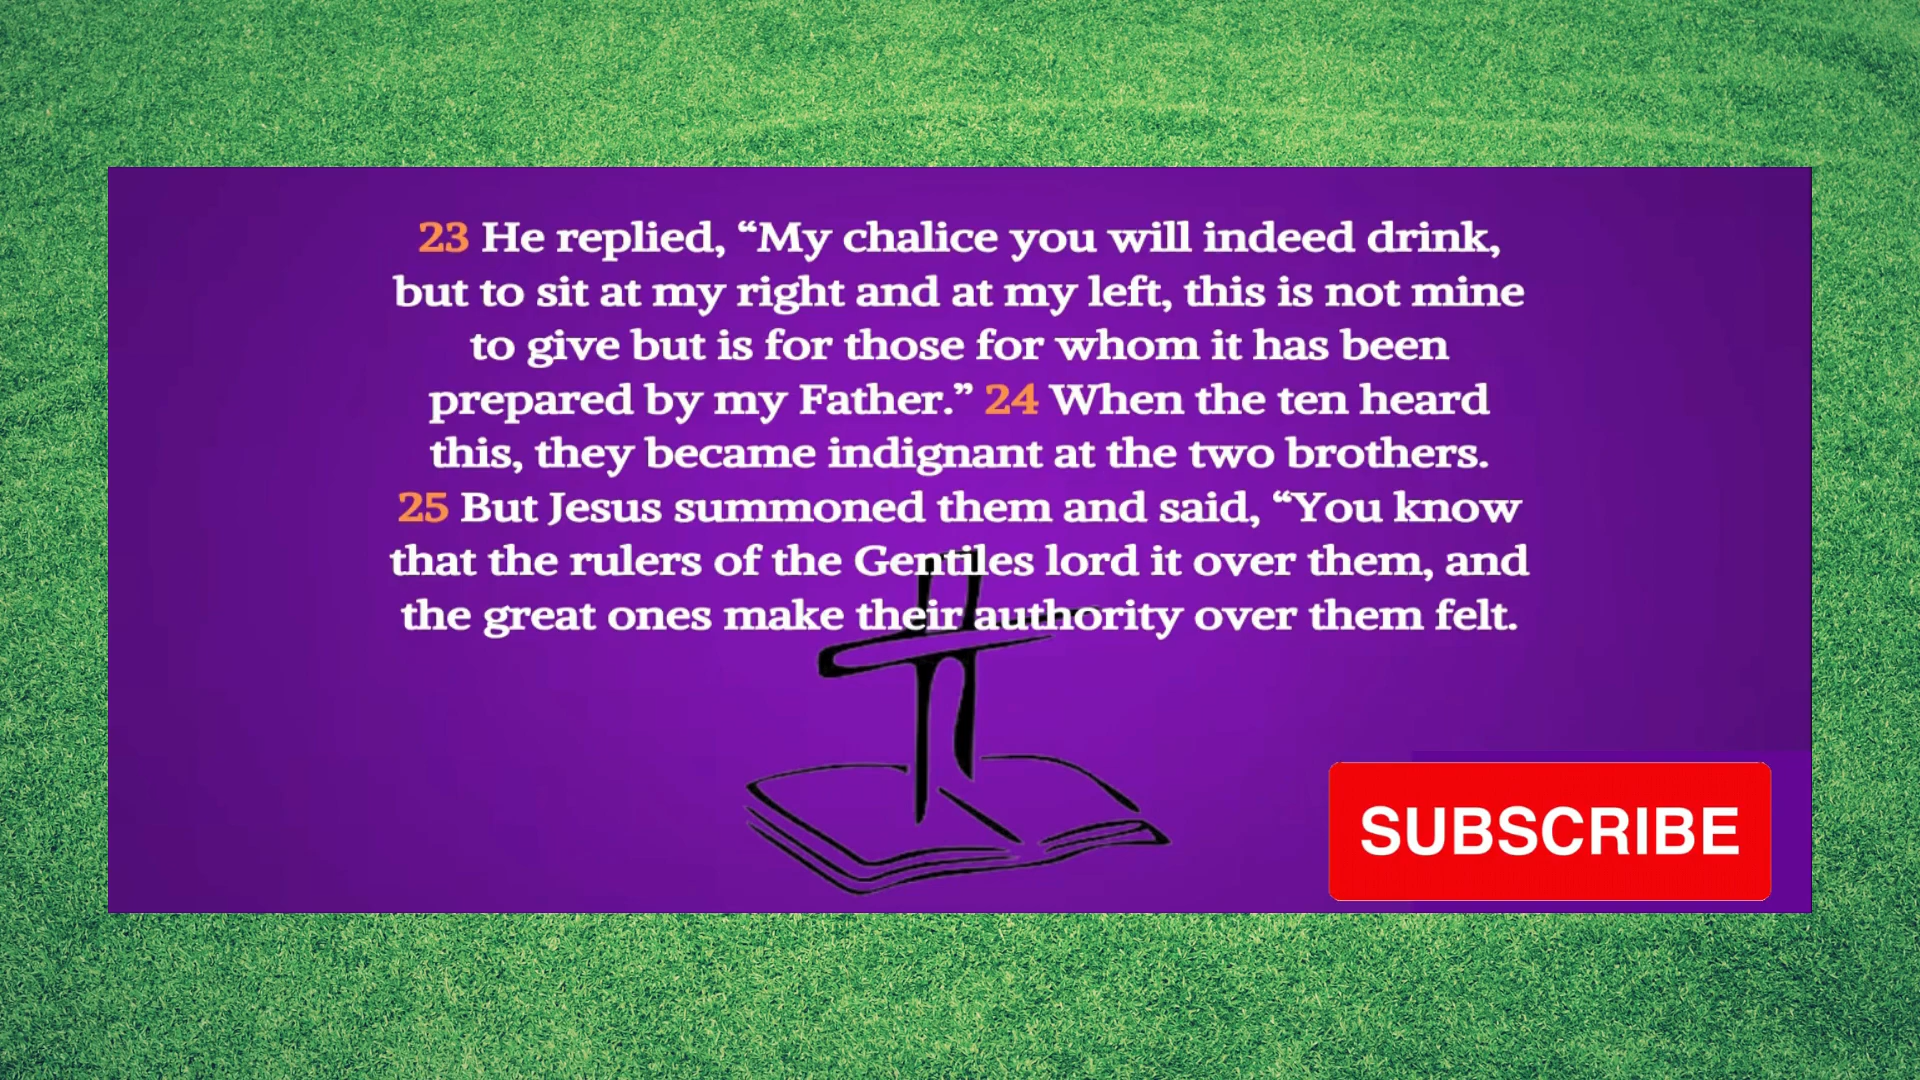 23 He replied, “My chalice you will indeed drink,
but to sit at my right and at my left, this is not mine
to give but is for those for whom it has been
prepared by my Father.” 24 When the ten heard
this, they became indignant at the two brothers.
25 But Jesus summoned them and said, “You know
that the rulers of the Gentiles lord it over them, and
the great ones make their authority over them felt.
SUBSCRIBE